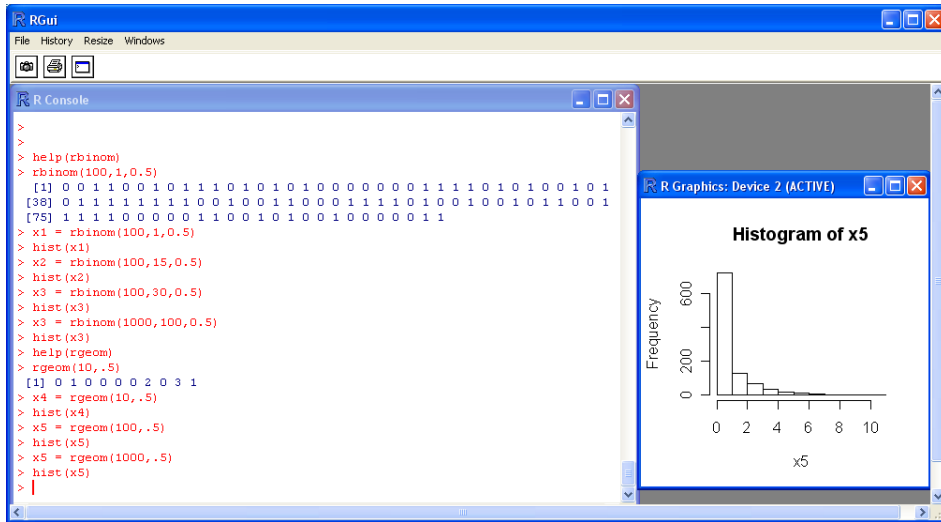 RGui
File History Resize Windows
R Console
>
>
> help(rbinom)
> rbinom(100,1,0.5)
[1] 0 0 1 1 0 0 1 0 1 1 1 0 1 0 1 0 1 0 0 0 0 0 0 0 1 1 1 1 0 1 0 1 0 0 1 0 1
[38] 0 1 1 1 1 1 1 1 1 0 0 1 0 0 1 1 0 0 0 1 1 1 1 0 1 0 0 1 0 0 1 0 1 1 0 0 1
[75] 1 1 1 1 0 0 0 0 0 1 1 0 0 1 0 1 0 0 1 0 0 0 0 0 1 1
> x1 = rbinom(100,1,0.5)
> hist(x1)
> x2 = rbinom(100,15,0.5)
> hist(x2)
> x3 = rbinom(100,30,0.5)
> hist(x3)
> x3 = rbinom(1000,100,0.5)
> hist(x3)
> help(rgeom)
> rgeom(10,.5)
[1] 0 1 0 0 0 0 2 0 3 1
> x4 = rgeom(10,.5)
> hist(x4)
> x5 = rgeom(100,.5)
> hist(x5)
> x5 = rgeom(1000,.5)
> hist(x5)
>
R Graphics: Device 2 (ACTIVE)
Histogram of x5
Frequency
600
200
0
0 2 4 6 8 10
x5